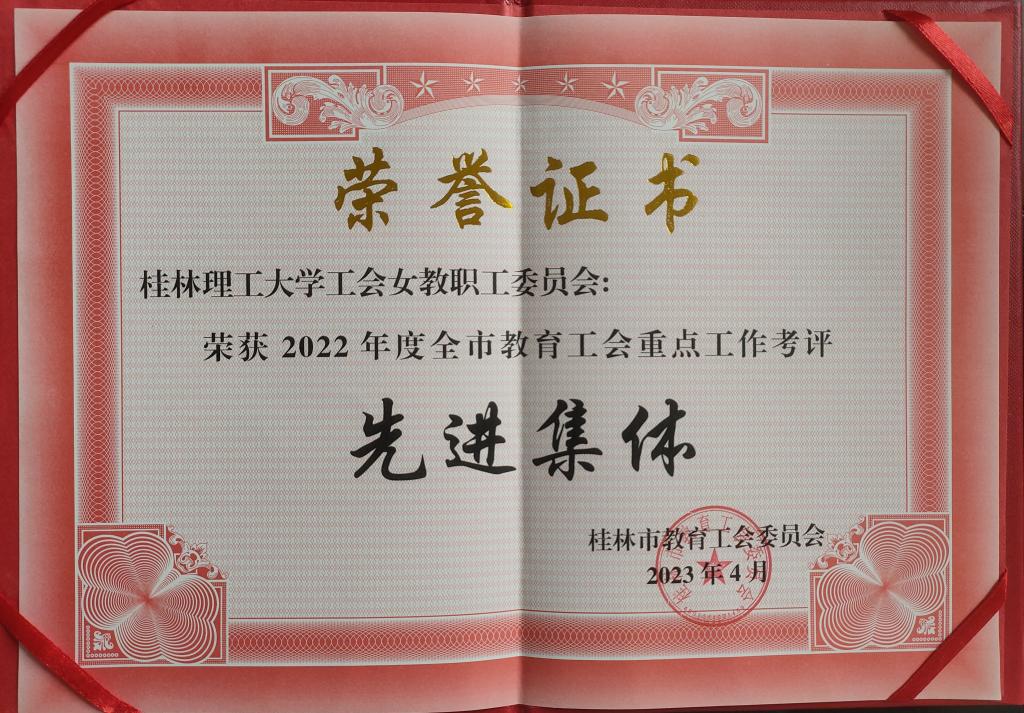 荣誉证书
桂林理工大学工会女教职工委员会:
荣获 2022 年度全市教育工会重点工作考评
先进集体
桂林市教育工会委员会
2023 年 4 月